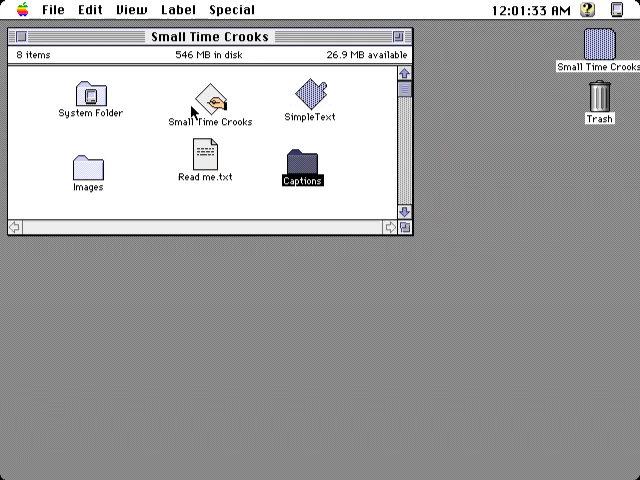 File Edit View Label Special 12:01:33 AM
Small Time Crooks
8 items 546 MB in disk 26.9 MB available
System Folder
Small Time Crooks
SimpleText
Images
Read me.txt
Captions
Small Time Crooks
Trash